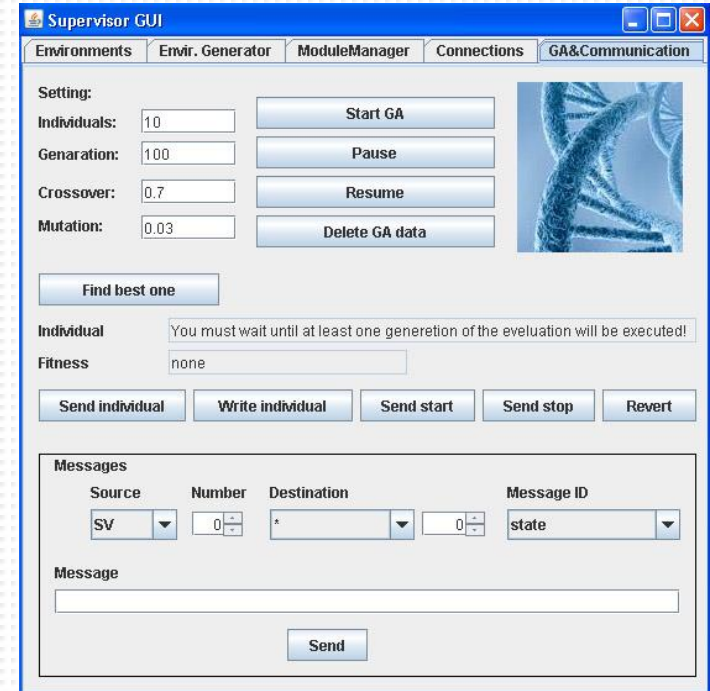 Supervisor GUI
Environments Envir. Generator ModuleManager Connections GA&Communication
Setting:
Individuals: 10 Start GA
Genaration: 100 Pause
Crossover: 0.7 Resume
Mutation: 0.03 Delete GA data
Find best one
Individual You must wait until at least one generetion of the eveluation will be executed!
Fitness none
Send individual Write individual Send start Send stop Revert
Messages
Source Number Destination Message ID
SV 0 * 0 state
Message
Send